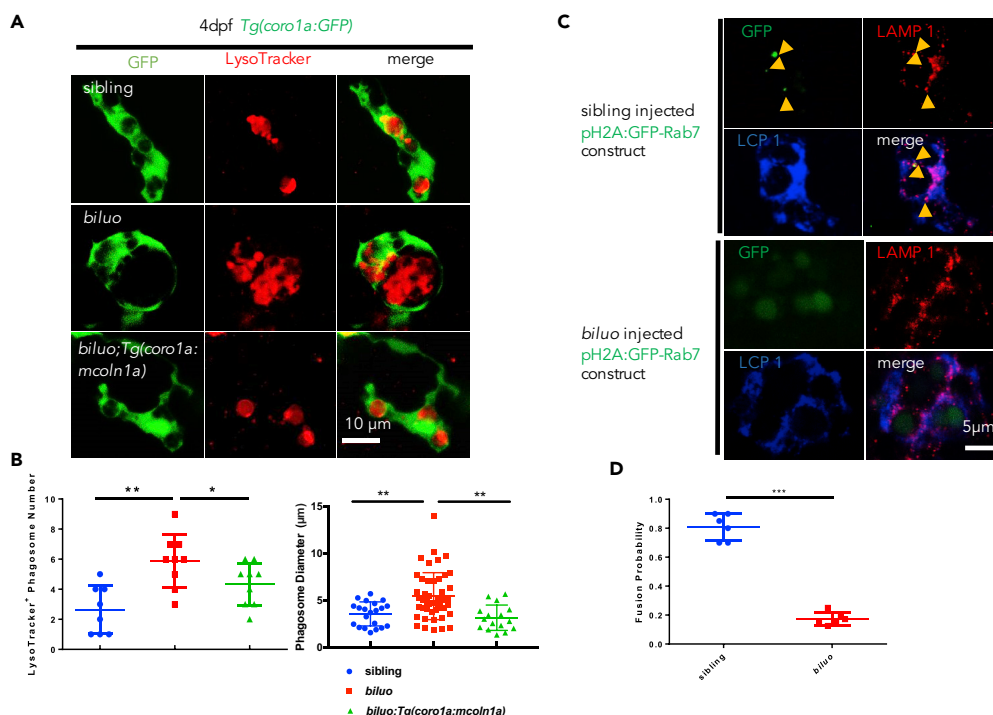 A
4dpf Tg(coro1a:GFP)
GFP LysoTracker merge
sibling
biluo
biluo;Tg(coro1a:
mcoln1a)
10 µm
B
LysoTracker+ Phagosome Number
0
2
4
6
8
10
**
*
Phagosome Diameter (µm)
0
5
10
15
**
**
sibling
biluo
biluo;Tg(coro1a:mcoln1a)
C
sibling injected
pH2A:GFP-Rab7
construct
GFP
LAMP 1
LCP 1
merge
biluo injected
pH2A:GFP-Rab7
construct
GFP
LAMP 1
LCP 1
merge
5µm
D
Fusion Probability
0.0
0.2
0.4
0.6
0.8
1.0
***
sibling
biluo